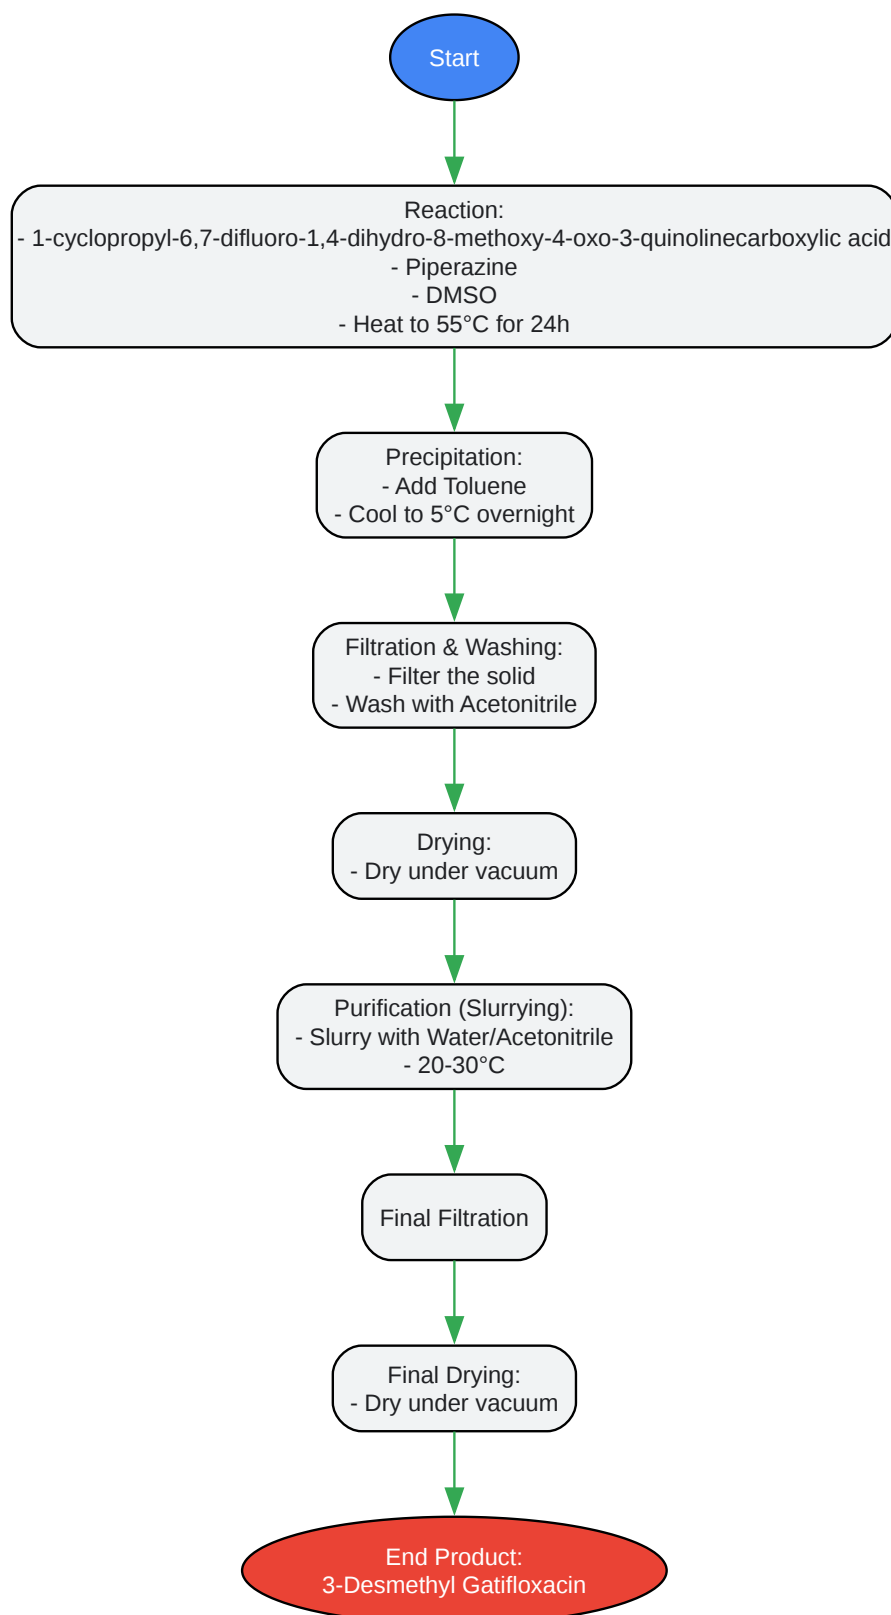 Start
Reaction:
- 1-cyclopropyl-6,7-difluoro-1,4-dihydro-8-methoxy-4-oxo-3-quinolinecarboxylic acid
- Piperazine
- DMSO
- Heat to 55°C for 24h
Precipitation:
- Add Toluene
- Cool to 5°C overnight
Filtration & Washing:
- Filter the solid
- Wash with Acetonitrile
Drying:
- Dry under vacuum
Purification (Slurrying):
- Slurry with Water/Acetonitrile
- 20-30°C
Final Filtration
Final Drying:
- Dry under vacuum
End Product:
3-Desmethyl Gatifloxacin